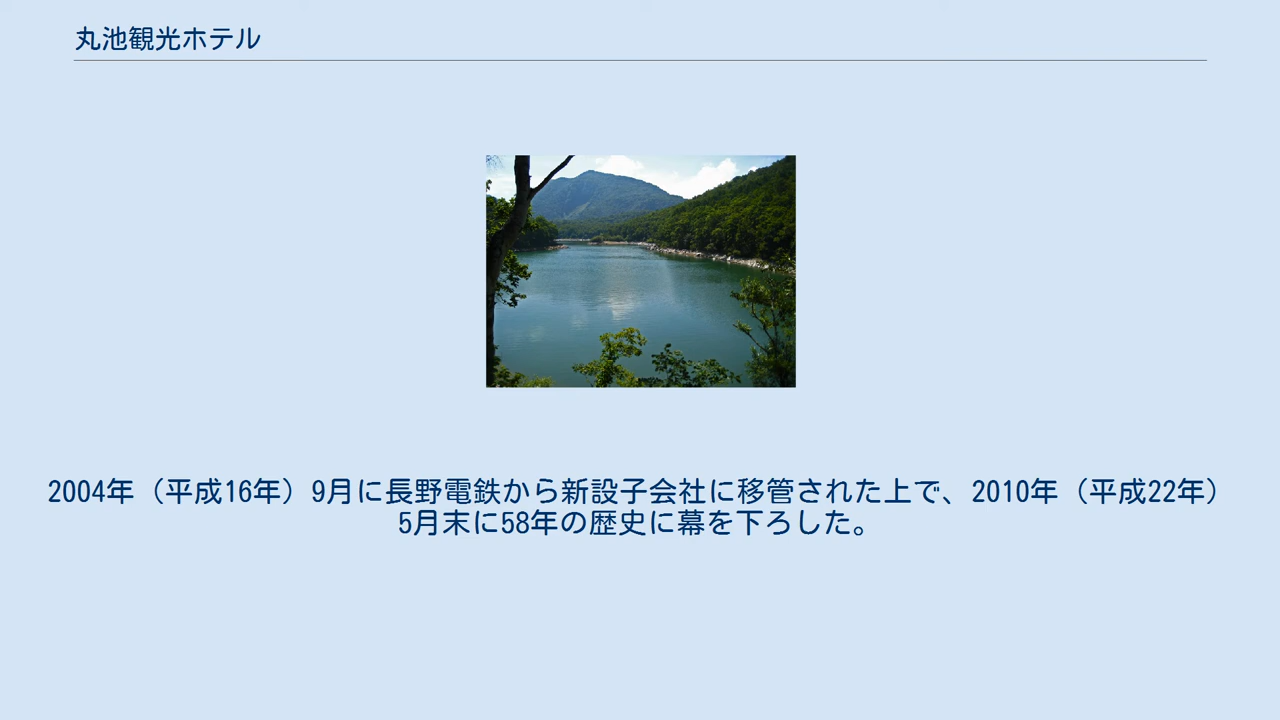 丸池観光ホテル
2004年（平成16年）9月に長野電鉄から新設子会社に移管された上で、2010年（平成22年）
5月末に58年の歴史に幕を下ろした。